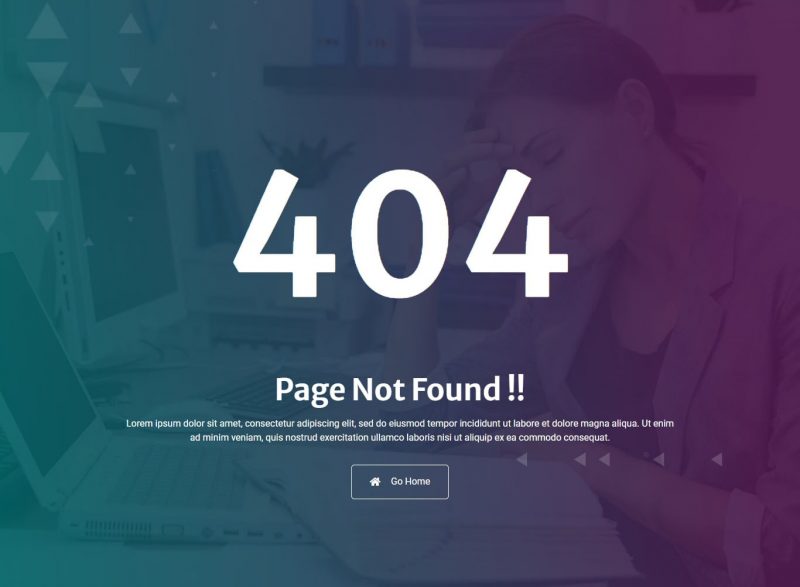 404
Page Not Found !!
Lorem ipsum dolor sit amet, consectetur adipiscing elit, sed do eiusmod tempor incididunt ut labore et dolore magna aliqua. Ut enim
ad minim veniam, quis nostrud exercitation ullamco laboris nisi ut aliquip ex ea commodo consequat.
Go Home